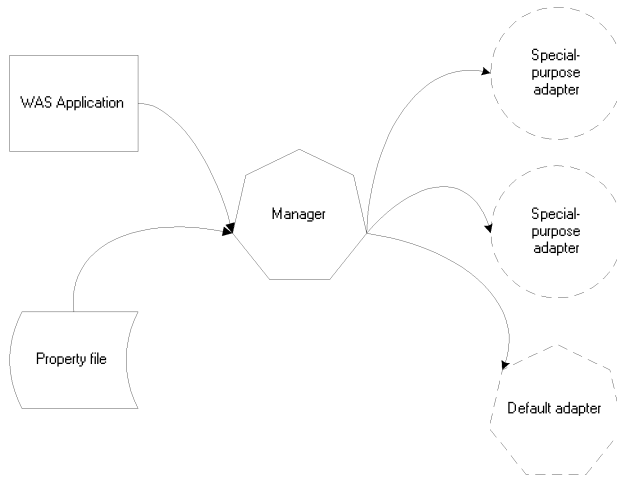 Special-
purpose
adapter
WAS Application
Manager
Special-
purpose
adapter
Property file
Default adapter